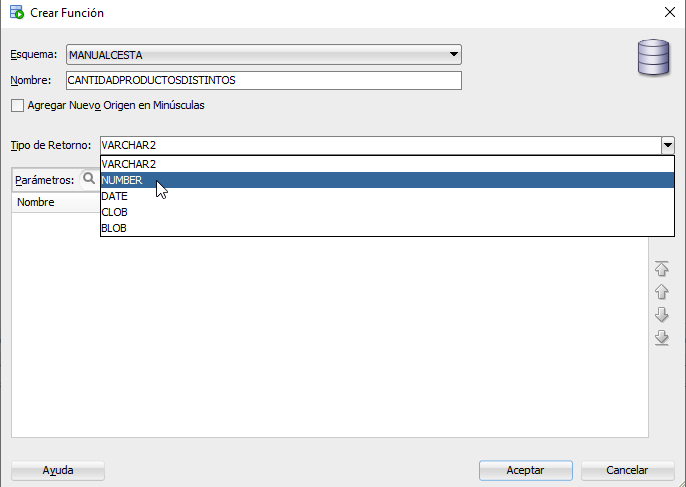 Crear Función
Esquema: MANUALCESTA
Nombre: CANTIDADPRODUCTOSDISTINTOS
Agregar Nuevo Origen en Minúsculas
Tipo de Retorno: VARCHAR2
VARCHAR2
Parámetros: NUMBER
Nombre DATE
CLOB
BLOB
Ayuda Aceptar Cancelar